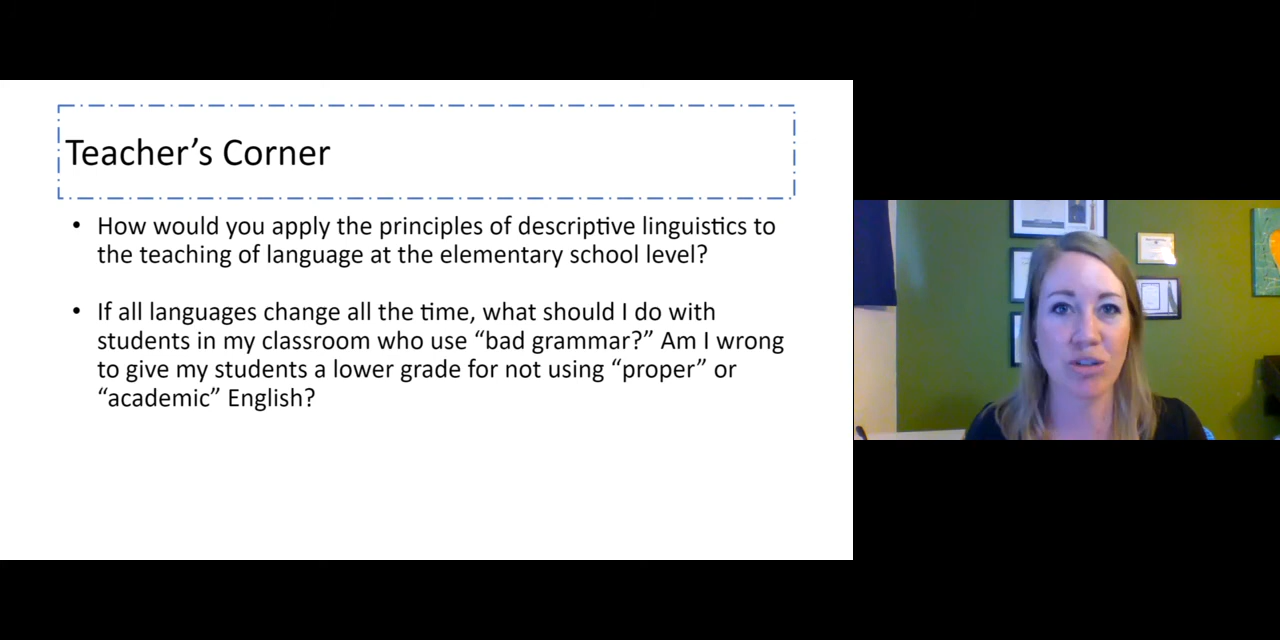 Teacher’s Corner
• How would you apply the principles of descriptive linguistics to
the teaching of language at the elementary school level?
• If all languages change all the time, what should I do with
students in my classroom who use “bad grammar?” Am I wrong
to give my students a lower grade for not using “proper” or
“academic” English?